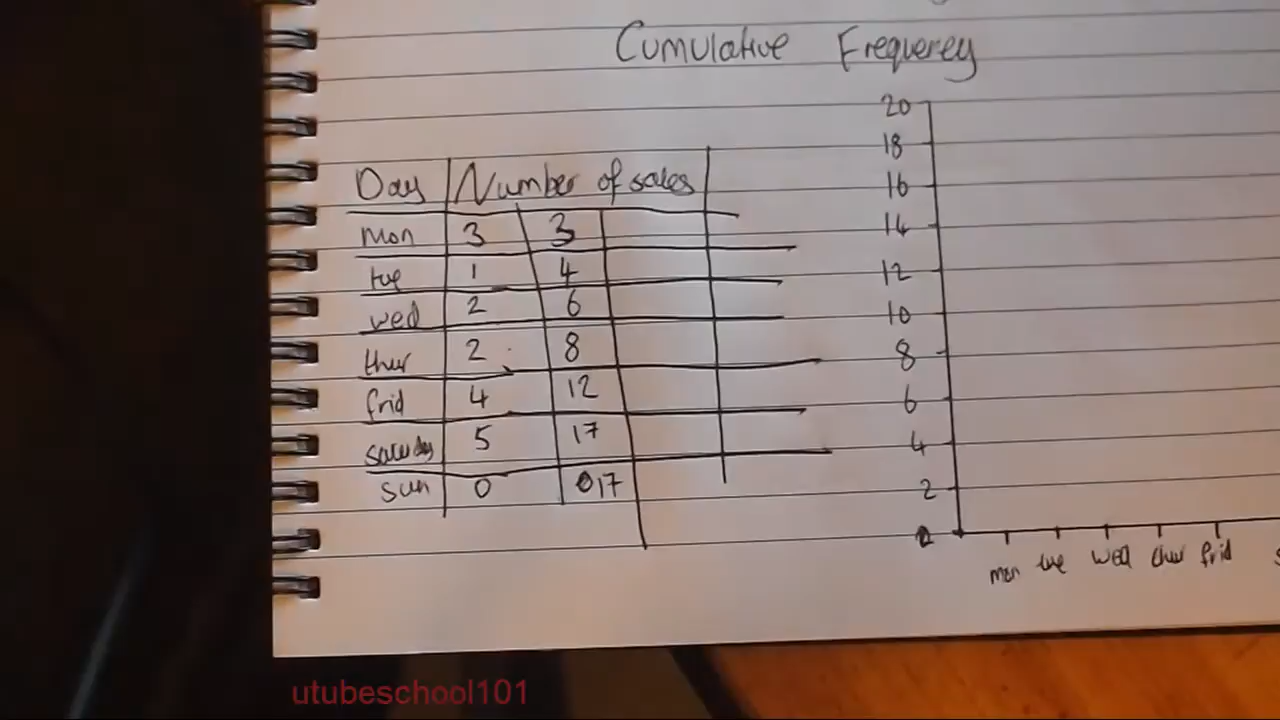 Cumulative Frequency
Day Number of sales
mon 3 3
tue 1 4
wed 2 6
thur 2 8
frid 4 12
5 17
sun 0 017
20
18
16
14
12
10
8
6
4
2
mon tue wed thur frid
utubeschool101